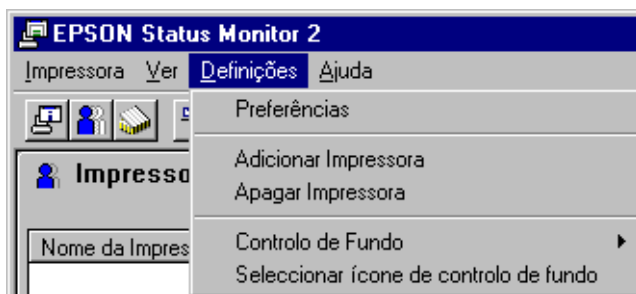 EPSON Status Monitor 2
Impressora Ver Definições Ajuda
Preferências
Adicionar Impressora
Apagar Impressora
Controlo de Fundo
Seleccionar ícone de controlo de fundo
Impresso
Nome da Impres